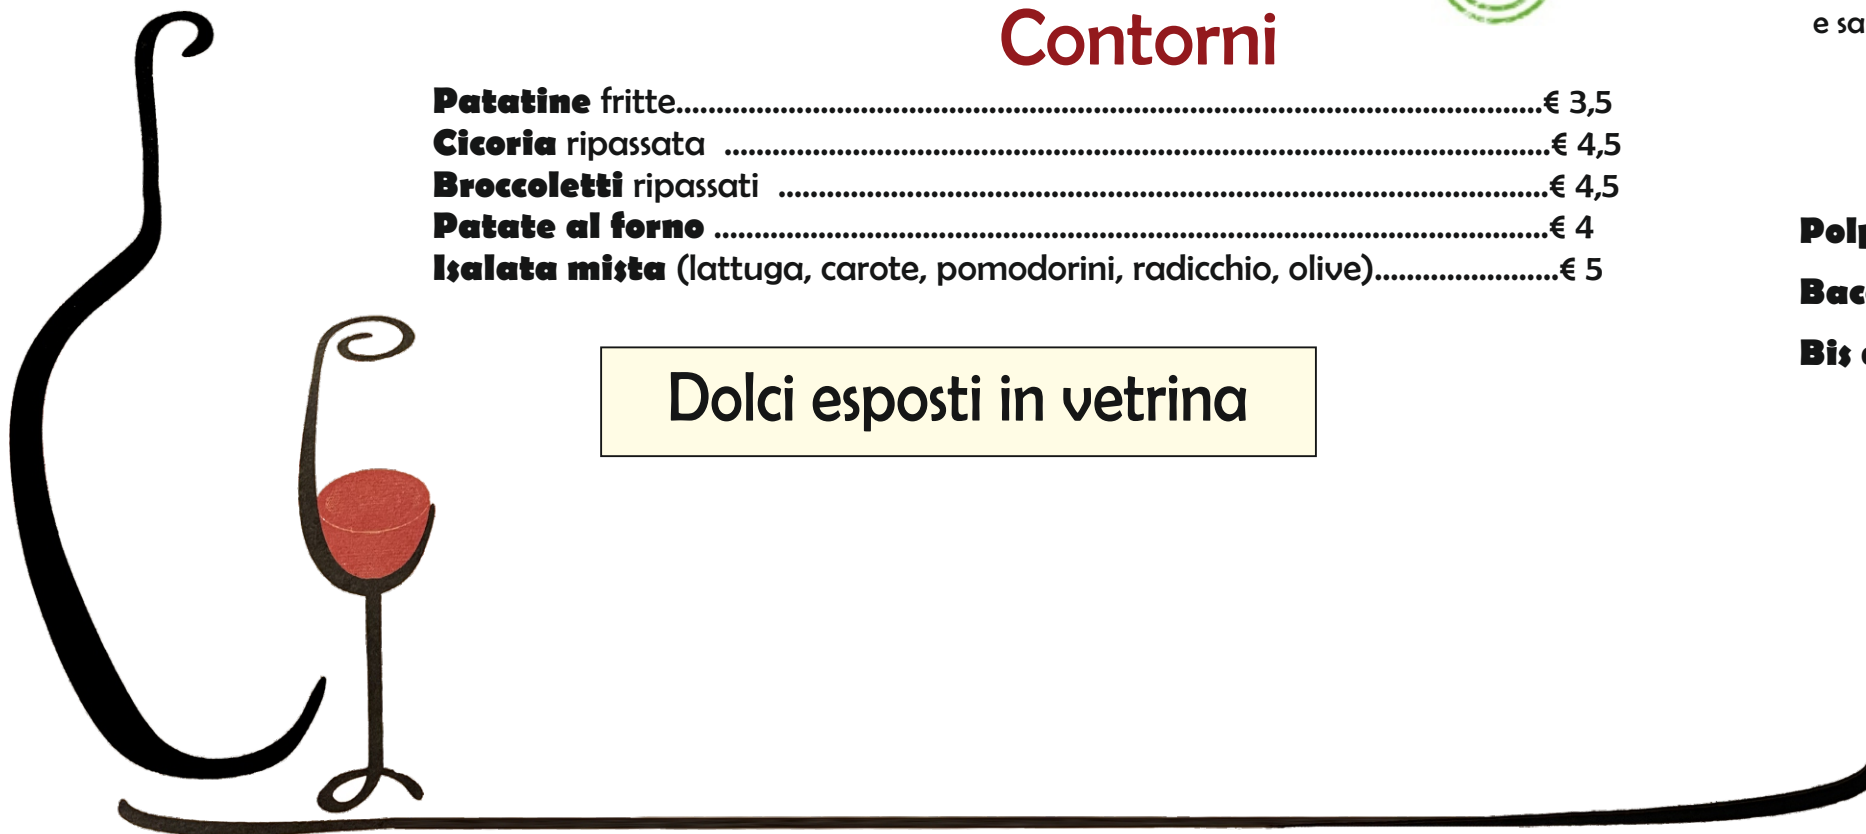 Contorni
Patatine fritte........................................................................................................€ 3,5
Cicoria ripassata ...................................................................................................€ 4,5
Broccoletti ripassati ............................................................................................€ 4,5
Patate al forno ....................................................................................................€ 4
Isalata mista (lattuga, carote, pomodorini, radicchio, olive).......................€ 5
Dolci esposti in vetrina
e
Bis